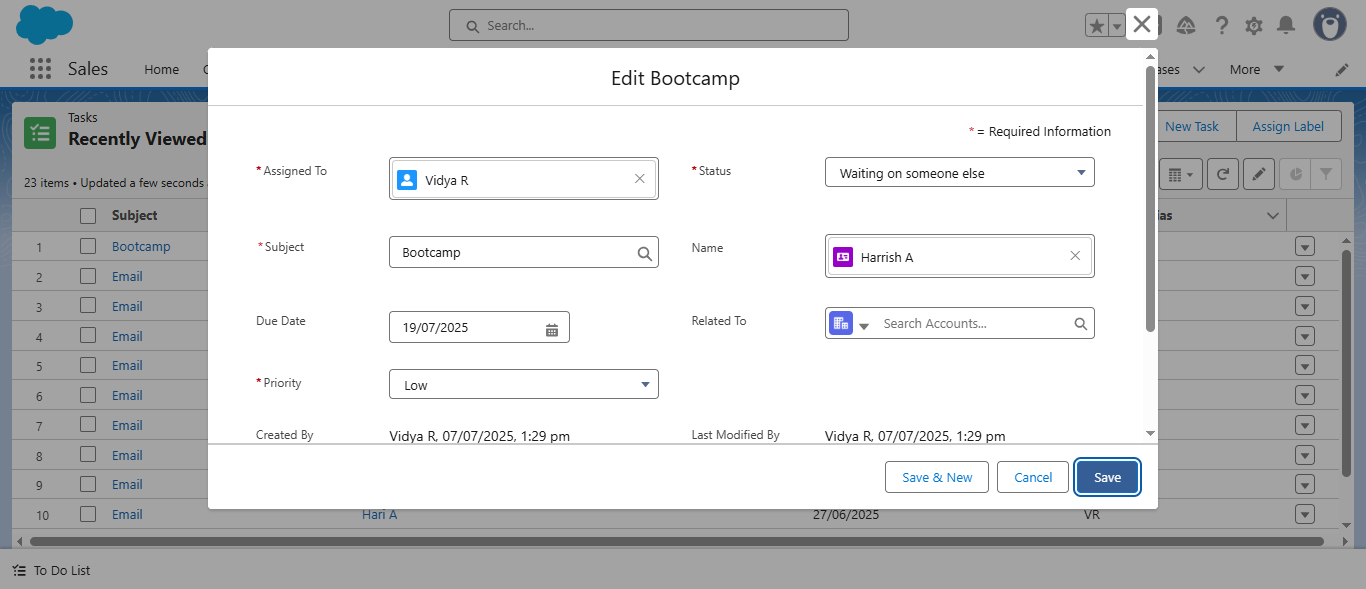 Search...
Sales
Home
ases
More
Edit Bootcamp
Tasks
Recently Viewed
New Task
Assign Label
* = Required Information
23 items • Updated a few seconds
*Assigned To
Vidya R
*Status
Waiting on someone else
Subject
ias
*Subject
Bootcamp
Name
Harrish A
1 Bootcamp
2 Email
3 Email
4 Email
5 Email
6 Email
7 Email
8 Email
9 Email
Due Date
19/07/2025
Related To
Search Accounts...
*Priority
Low
Created By
Vidya R, 07/07/2025, 1:29 pm
Last Modified By
Vidya R, 07/07/2025, 1:29 pm
Save & New
Cancel
Save
10 Email Hari A 27/06/2025 VR
To Do List